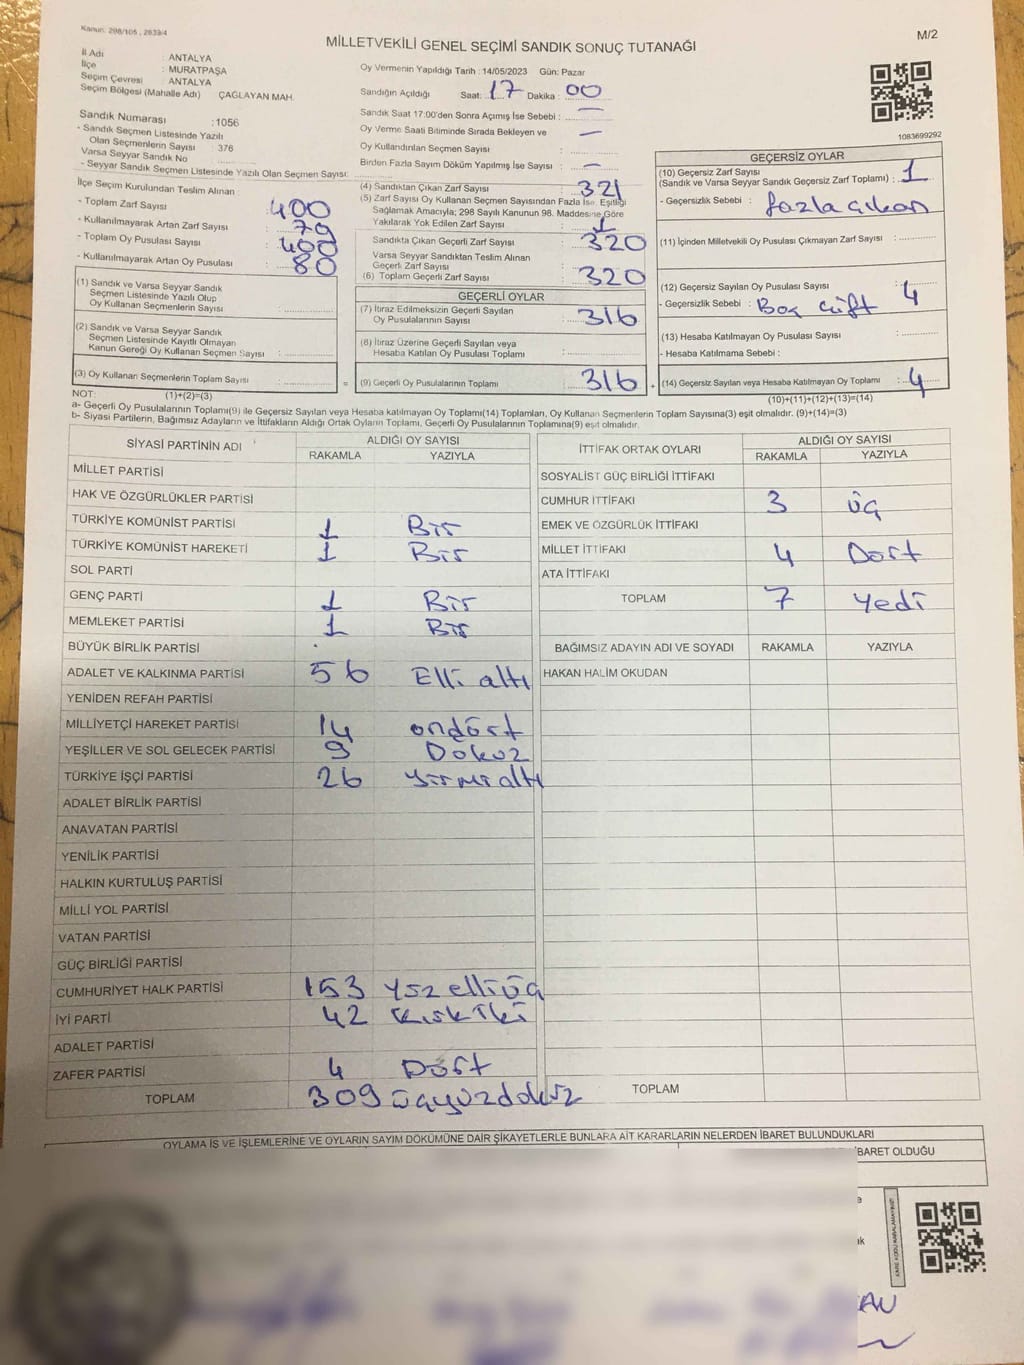 Kanun: 298/105 , 2839/4
M/2
MİLLETVEKİLİ GENEL SEÇİMİ SANDIK SONUÇ TUTANAĞI
İl Adı : ANTALYA
İlçe : MURATPAŞA
Seçim Çevresi : ANTALYA
Seçim Bölgesi (Mahalle Adı) ÇAĞLAYAN MAH.
Sandık Numarası :1056
- Sandık Seçmen Listesinde Yazılı
Olan Seçmenlerin Sayısı : 376
Varsa Seyyar Sandık No
- Seyyar Sandık Seçmen Listesinde Yazılı Olan Seçmen Sayısı:
İlçe Seçim Kurulundan Teslim Alınan :
- Toplam Zarf Sayısı :400
- Kullanılmayarak Artan Zarf Sayısı : 79
- Toplam Oy Pusulası Sayısı : 400
- Kullanılmayarak Artan Oy Pusulası : 80
Oy Vermenin Yapıldığı Tarih : 14/05/2023 Gün: Pazar
Sandığın Açıldığı Saat: 17 Dakika : 00
Sandık Saat 17:00'den Sonra Açımış İse Sebebi : —
Oy Verme Saati Bitiminde Sırada Bekleyen ve —
Oy Kullandırılan Seçmen Sayısı :
Birden Fazla Sayım Döküm Yapılmış İse Sayısı : —
(4) Sandıktan Çıkan Zarf Sayısı : 321
(5) Zarf Sayısı Oy Kullanan Seçmen Sayısından Fazla İse, Eşitliği
Sağlamak Amacıyla; 298 Sayılı Kanunun 98. Maddesine Göre
Yakılarak Yok Edilen Zarf Sayısı : 1
Sandıkta Çıkan Geçerli Zarf Sayısı : 320
Varsa Seyyar Sandıktan Teslim Alınan
Geçerli Zarf Sayısı
(6) Toplam Geçerli Zarf Sayısı : 320
1083699292
GEÇERSİZ OYLAR
(10) Geçersiz Zarf Sayısı
(Sandık ve Varsa Seyyar Sandık Geçersiz Zarf Toplamı) : 1
- Geçersizlik Sebebi : fazla çıkan
(11) İçinden Milletvekili Oy Pusulası Çıkmayan Zarf Sayısı :
(12) Geçersiz Sayılan Oy Pusulası Sayısı : 4
- Geçersizlik Sebebi : Boş Çift
(13) Hesaba Katılmayan Oy Pusulası Sayısı :
- Hesaba Katılmama Sebebi :
(14) Geçersiz Sayılan veya Hesaba Katılmayan Oy Toplamı : 4
(10)+(11)+(12)+(13)=(14)
(1) Sandık ve Varsa Seyyar Sandık
Seçmen Listesinde Yazılı Olup
Oy Kullanan Seçmenlerin Sayısı :
(2) Sandık ve Varsa Seyyar Sandık
Seçmen Listesinde Kayıtlı Olmayan
Kanun Gereği Oy Kullanan Seçmen Sayısı :
(3) Oy Kullanan Seçmenlerin Toplam Sayısı : =
(1)+(2)=(3)
GEÇERLİ OYLAR
(7) İtiraz Edilmeksizin Geçerli Sayılan
Oy Pusulalarının Sayısı : 316
(8) İtiraz Üzerine Geçerli Sayılan veya
Hesaba Katılan Oy Pusulası Toplamı :
(9) Geçerli Oy Pusulalarının Toplamı : 316 +
NOT:
a- Geçerli Oy Pusulalarının Toplamı(9) ile Geçersiz Sayılan veya Hesaba katılmayan Oy Toplamı(14) Toplamları, Oy Kullanan Seçmenlerin Toplam Sayısına(3) eşit olmalıdır. (9)+(14)=(3)
b- Siyasi Partilerin, Bağımsız Adayların ve İttifakların Aldığı Ortak Oyların Toplamı, Geçerli Oy Pusulalarının Toplamına(9) eşit olmalıdır.
SİYASİ PARTİNİN ADI ALDIĞI OY SAYISI
RAKAMLA YAZIYLA
MİLLET PARTİSİ
HAK VE ÖZGÜRLÜKLER PARTİSİ
TÜRKİYE KOMÜNİST PARTİSİ 1 Bir
TÜRKİYE KOMÜNİST HAREKETİ 1 Bir
SOL PARTİ
GENÇ PARTİ 1 Bir
MEMLEKET PARTİSİ 1 Bir
BÜYÜK BİRLİK PARTİSİ
ADALET VE KALKINMA PARTİSİ 56 Elli altı
YENİDEN REFAH PARTİSİ
MİLLİYETÇİ HAREKET PARTİSİ 14 ondört
YEŞİLLER VE SOL GELECEK PARTİSİ 9 Dokuz
TÜRKİYE İŞÇİ PARTİSİ 26 yirmi altı
ADALET BİRLİK PARTİSİ
ANAVATAN PARTİSİ
YENİLİK PARTİSİ
HALKIN KURTULUŞ PARTİSİ
MİLLİ YOL PARTİSİ
VATAN PARTİSİ
GÜÇ BİRLİĞİ PARTİSİ
CUMHURİYET HALK PARTİSİ 153 yüz elliüç
İYİ PARTİ 42 kırk iki
ADALET PARTİSİ
ZAFER PARTİSİ 4 Dört
TOPLAM 309 üçyüzdokuz
İTTİFAK ORTAK OYLARI ALDIĞI OY SAYISI
RAKAMLA YAZIYLA
SOSYALİST GÜÇ BİRLİĞİ İTTİFAKI
CUMHUR İTTİFAKI 3 üç
EMEK VE ÖZGÜRLÜK İTTİFAKI
MİLLET İTTİFAKI 4 Dört
ATA İTTİFAKI
TOPLAM 7 yedi
BAĞIMSIZ ADAYIN ADI VE SOYADI RAKAMLA YAZIYLA
HAKAN HALİM OKUDAN
TOPLAM
OYLAMA İŞ VE İŞLEMLERİNE VE OYLARIN SAYIM DÖKÜMÜNE DAİR ŞİKAYETLERLE BUNLARA AİT KARARLARIN NELERDEN İBARET BULUNDUKLARI
İBARET OLDUĞU